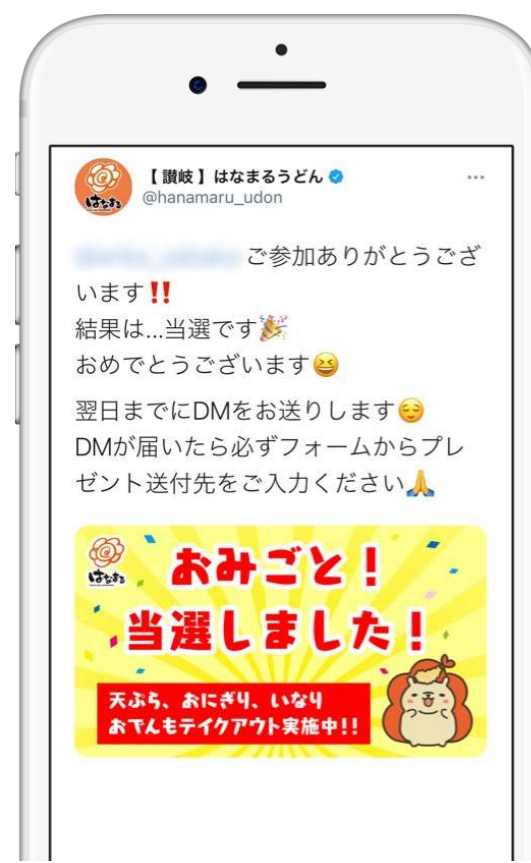 【 讃岐 】はなまるうどん
@hanamaru_udon
ご参加ありがとうござ
います‼️
結果は...当選です🎉
おめでとうございます😆
翌日までにDMをお送りします😌
DMが届いたら必ずフォームからプレ
ゼント送付先をご入力ください🙏
はなまる
はなまる
おみごと！
当選しました！
天ぷら、おにぎり、いなり
おでんもテイクアウト実施中!!